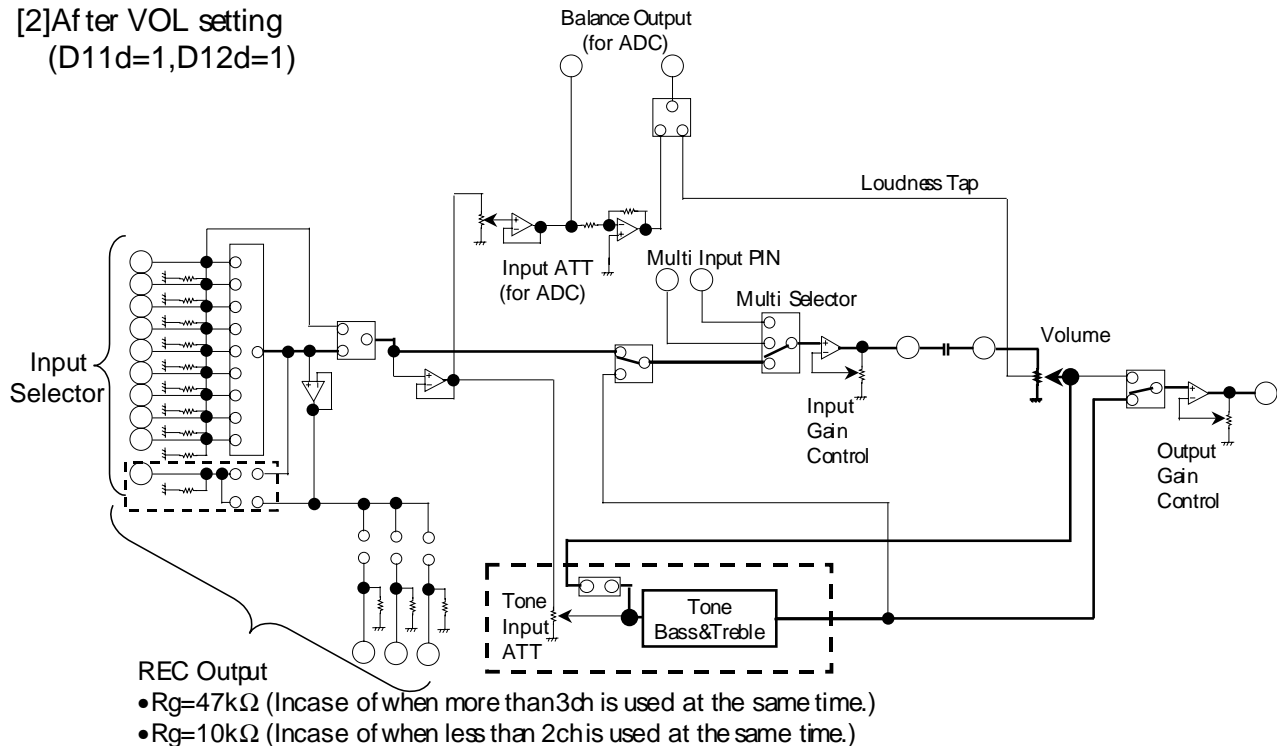 [2]After VOL setting
(D11d=1,D12d=1)
Balance Output
(for ADC)
Loudness Tap
Input ATT
(for ADC)
Multi Input PIN
Multi Selector
Volume
Input
Selector
Input
Gain
Control
Output
Gain
Control
Tone
Input
ATT
Tone
Bass&Treble
REC Output
•Rg=47kΩ (Incase of when more than3ch is used at the same time.)
•Rg=10kΩ (Incase of when less than 2ch is used at the same time.)